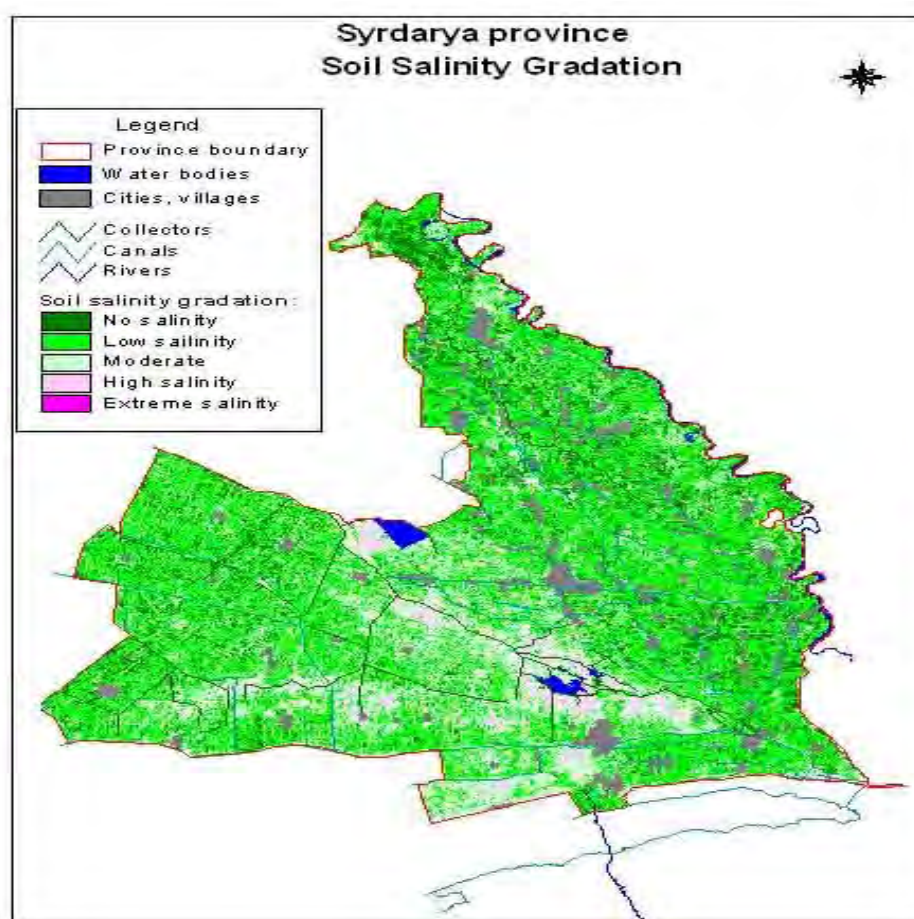 Syrdarya province
Soil Salinity Gradation
Legend
Province boundary
Water bodies
Cities, villages
Collectors
Canals
Rivers
Soil salinity gradation:
No salinity
Low sailinity
Moderate
High salinity
Extreme salinity